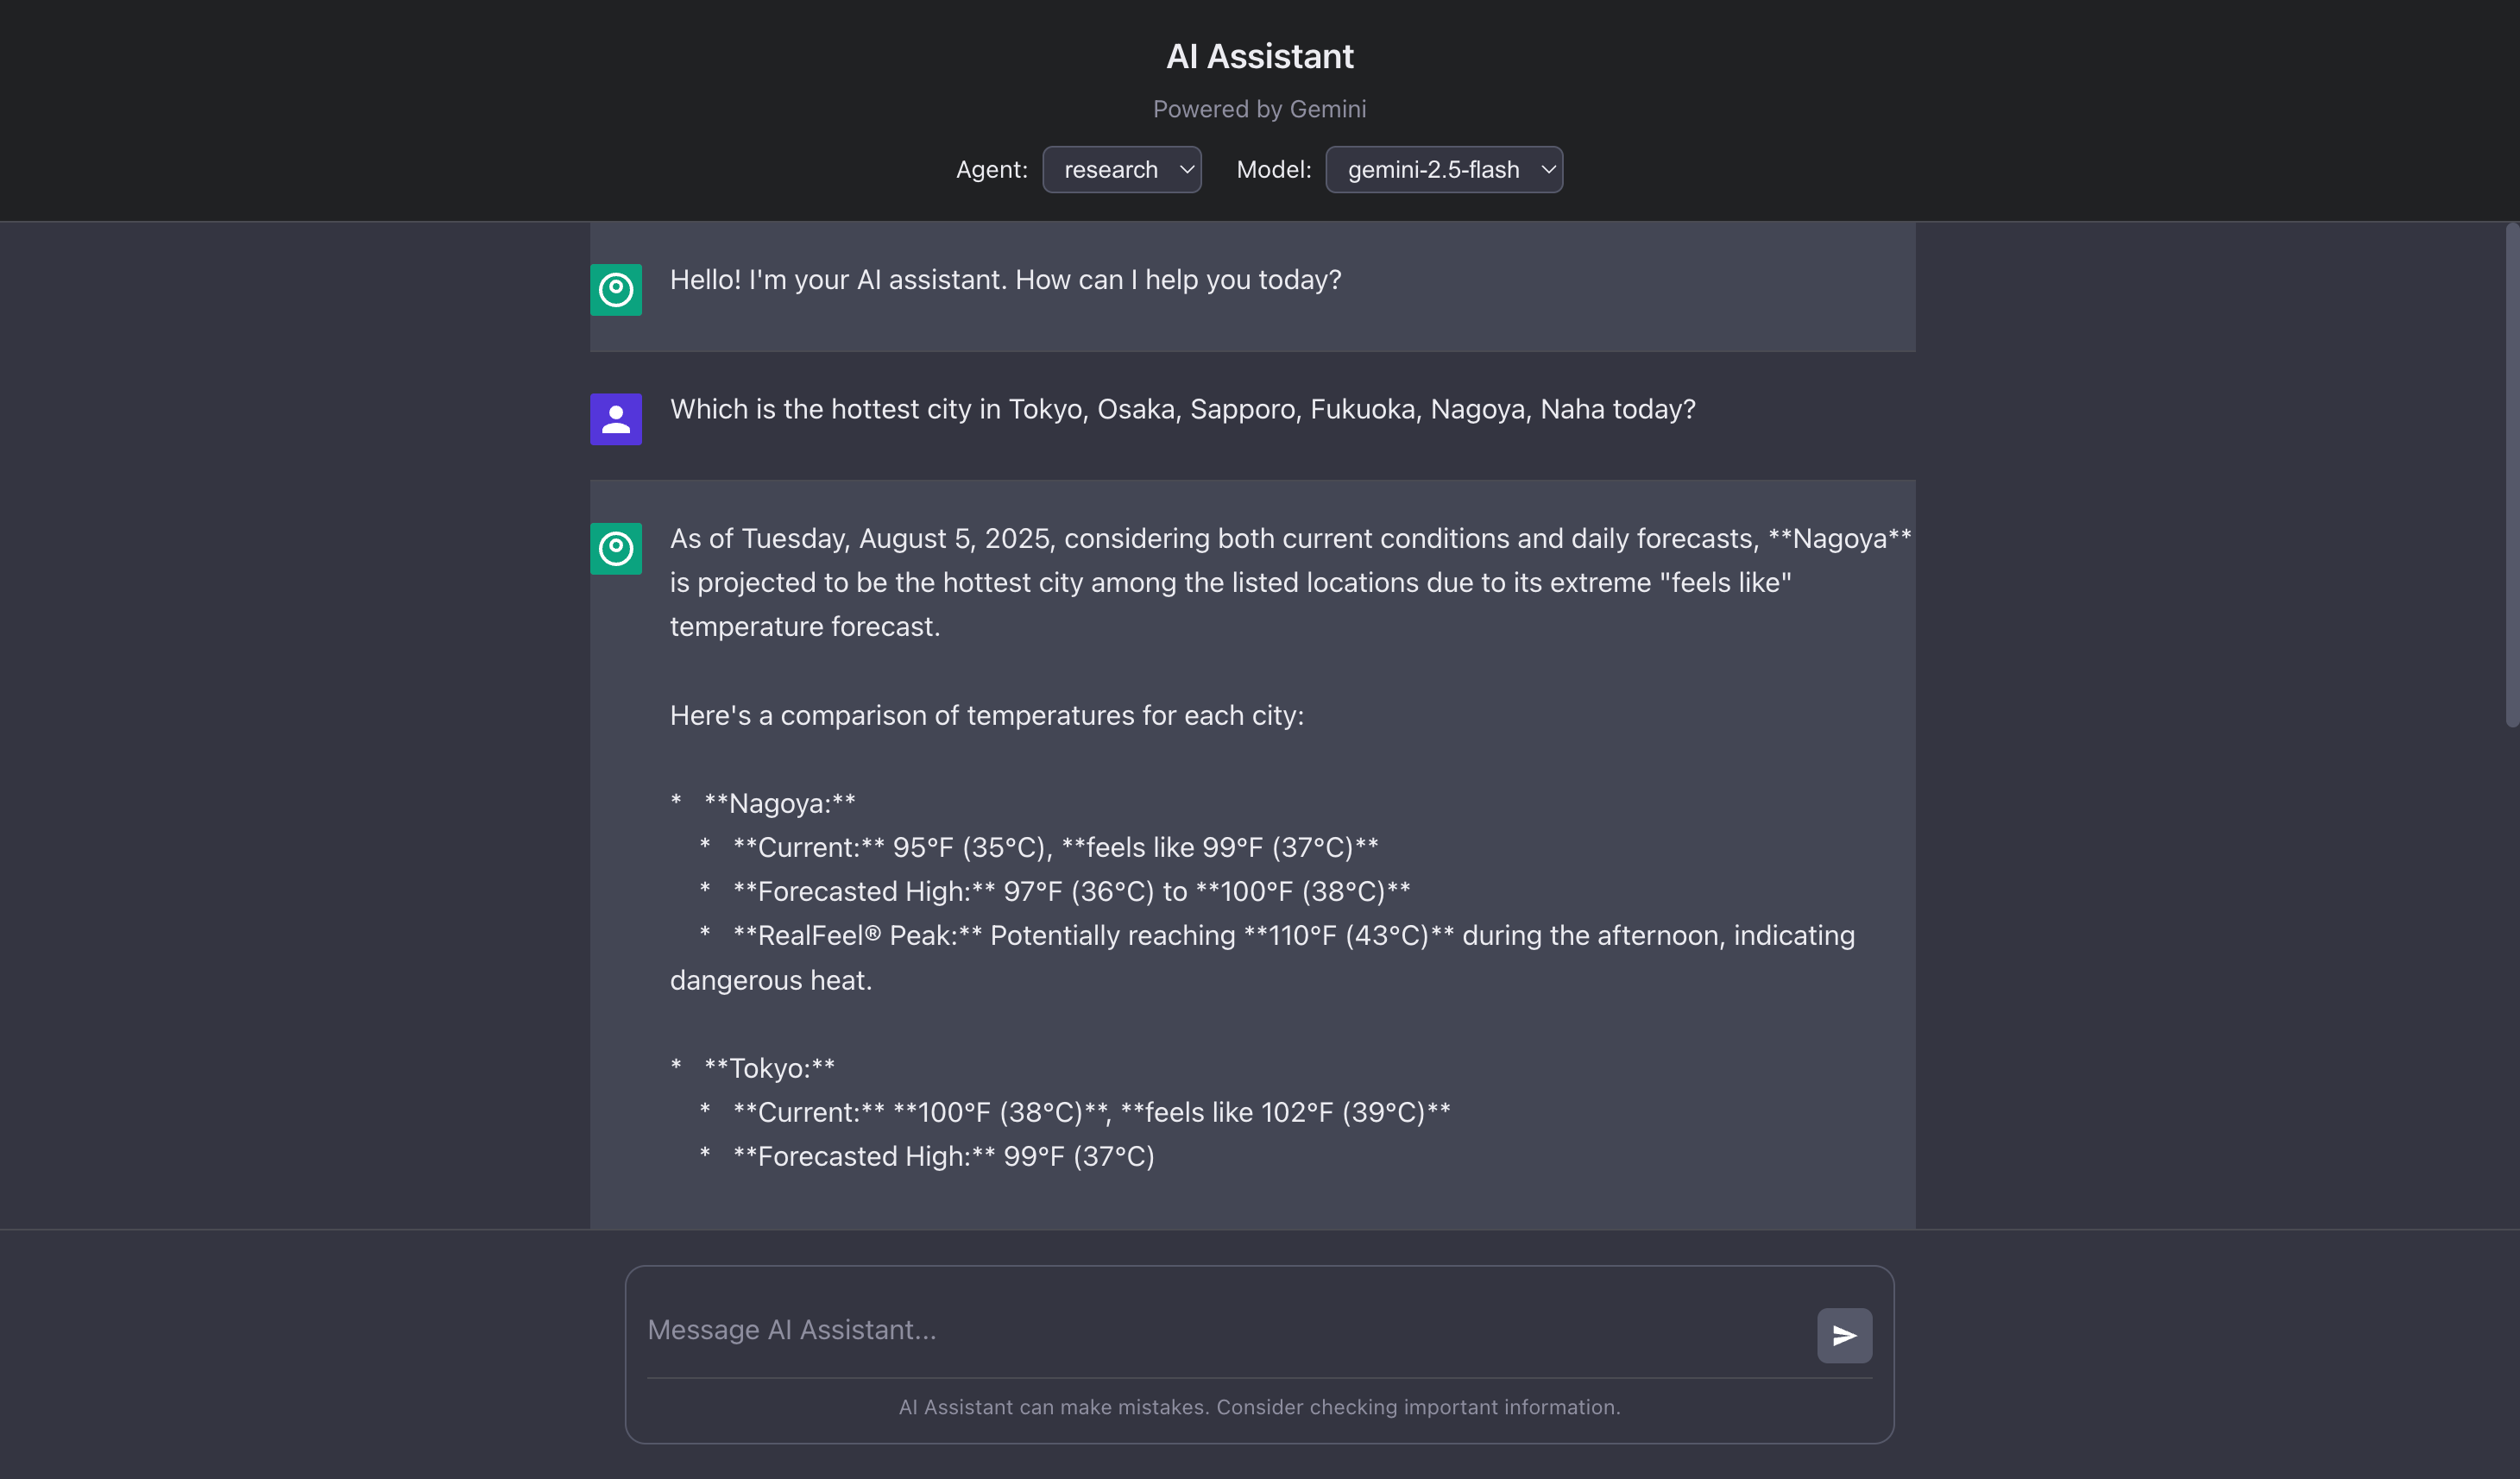 AI Assistant
Powered by Gemini
Agent: research Model: gemini-2.5-flash
Hello! I'm your AI assistant. How can I help you today?
Which is the hottest city in Tokyo, Osaka, Sapporo, Fukuoka, Nagoya, Naha today?
As of Tuesday, August 5, 2025, considering both current conditions and daily forecasts, **Nagoya**
is projected to be the hottest city among the listed locations due to its extreme "feels like"
temperature forecast.
Here's a comparison of temperatures for each city:
* **Nagoya:**
* **Current:** 95°F (35°C), **feels like 99°F (37°C)**
* **Forecasted High:** 97°F (36°C) to **100°F (38°C)**
* **RealFeel® Peak:** Potentially reaching **110°F (43°C)** during the afternoon, indicating
dangerous heat.
* **Tokyo:**
* **Current:** **100°F (38°C)**, **feels like 102°F (39°C)**
* **Forecasted High:** 99°F (37°C)
Message AI Assistant...
AI Assistant can make mistakes. Consider checking important information.